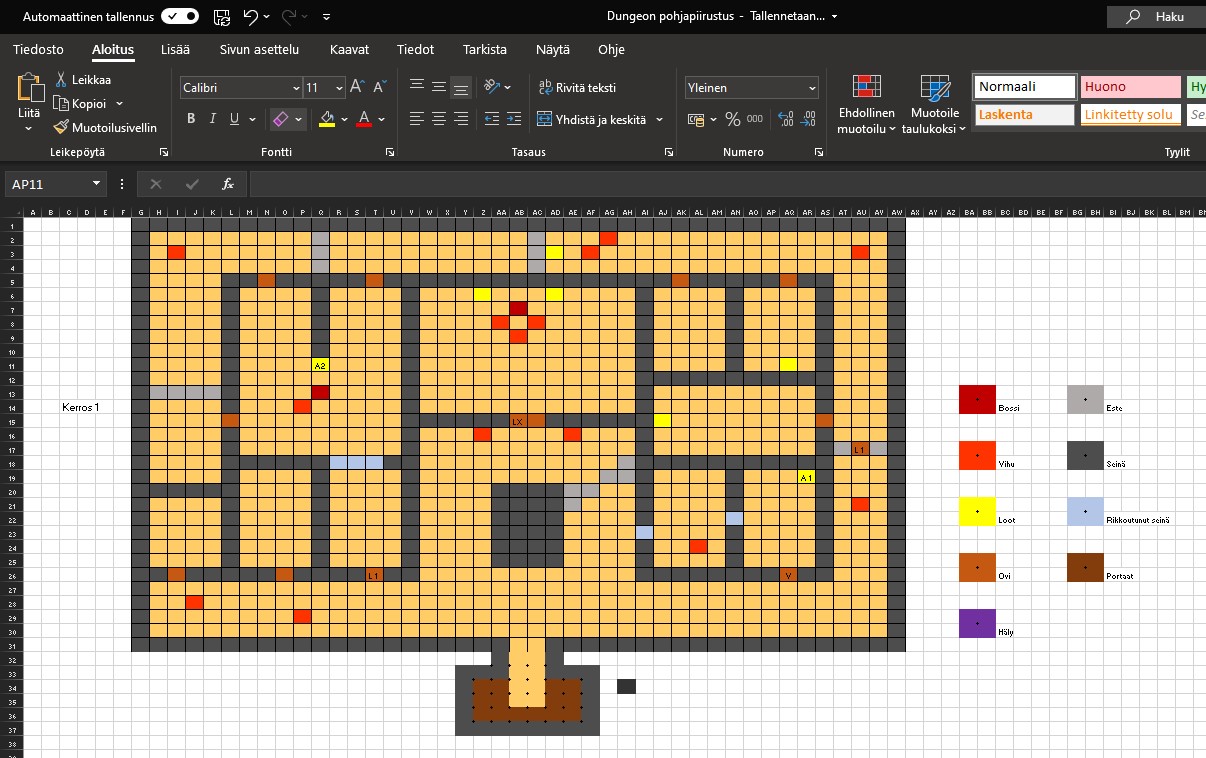 Automaattinen tallennus
Dungeon pohjapiirustus - Tallennetaan...
Haku
Tiedosto Aloitus Lisää Sivun asettelu Kaavat Tiedot Tarkista Näytä Ohje
Liitä
Leikkaa
Kopioi
Muotoilusivellin
Leikepöytä
Calibri 11 A A
B I U A
Fontti
ab Rivitä teksti
Yhdistä ja keskitä
Tasaus
Yleinen
% 000
Numero
Ehdollinen muotoilu
Muotoile taulukoksi
Normaali Huono Hy
Laskenta Linkitetty solu Se
Tyylit
AP11 fx
A B C D E F G H I J K L M N O P Q R S T U V W X Y Z AA AB AC AD AE AF AG AH AI AJ AK AL AM AN AO AP AQ AR AS AT AU AV AW AX AY AZ BA BB BC BD BE BF BG BH BI BJ BK BL BM BN
1
2
3
4
5
6
7
8
9
10
11 A2
12
13
14 Kerros 1 Bossi Este
15 LX
16
17 L1
18 Vihu Seinä
19 A1
20
21
22 Loot Rikkoutunut seinä
23
24
25
26 L1 V Ovi Portaat
27
28
29
30 Häly
31
32
33
34
35
36
37
38